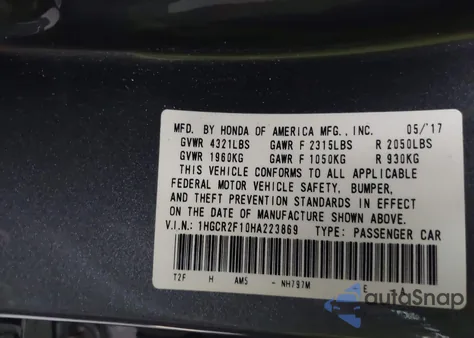 MFD. BY HONDA OF AMERICA MFG., INC. 05/'17
GVWR 4321LBS GAWR F 2315LBS R 2050LBS
GVWR 1960KG GAWR F 1050KG R 930KG
THIS VEHICLE CONFORMS TO ALL APPLICABLE
FEDERAL MOTOR VEHICLE SAFETY, BUMPER,
AND THEFT PREVENTION STANDARDS IN EFFECT
ON THE DATE OF MANUFACTURE SHOWN ABOVE.
V.I.N.: 1HGCR2F10HA223869 TYPE: PASSENGER CAR
T2F H AM5 - NH797M E - A
autoSnap